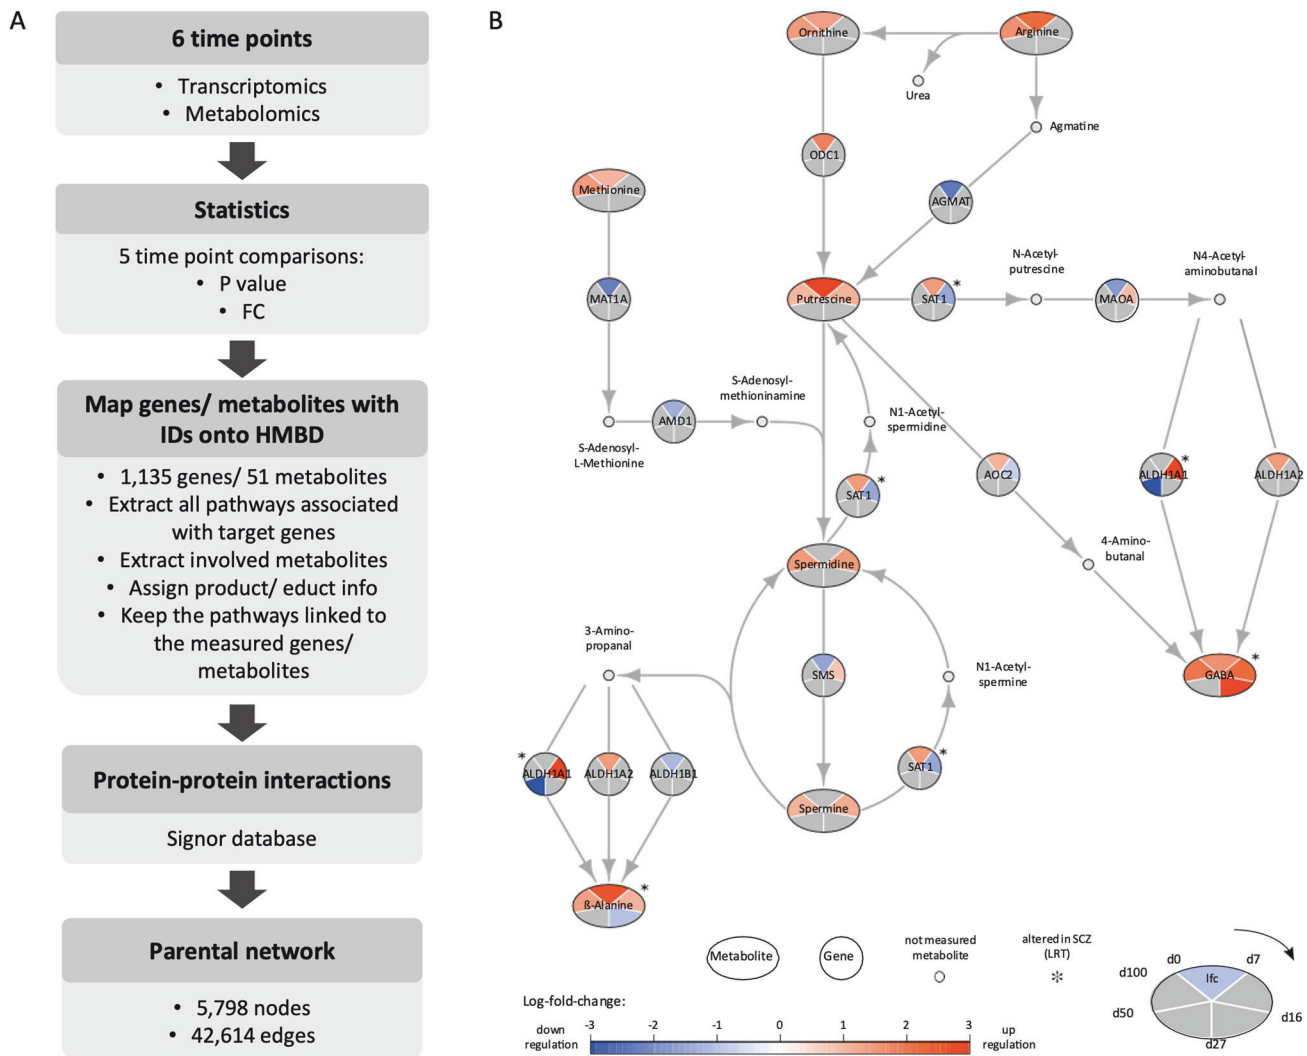 A
6 time points
• Transcriptomics
• Metabolomics
Statistics
5 time point comparisons:
• P value
• FC
Map genes/ metabolites with
IDs onto HMBD
• 1,135 genes/ 51 metabolites
• Extract all pathways associated
with target genes
• Extract involved metabolites
• Assign product/ educt info
• Keep the pathways linked to
the measured genes/
metabolites
Protein-protein interactions
Signor database
Parental network
• 5,798 nodes
• 42,614 edges
B
Ornithine
Arginine
Urea
Agmatine
ODC1
Methionine
AGMAT
MAT1A
Putrescine
SAT1
*
N-Acetyl-
putrescine
MAOA
N4-Acetyl-
aminobutanal
S-Adenosyl-
L-Methionine
AMD1
S-Adenosyl-
methioninamine
N1-Acetyl-
spermidine
SAT1
*
AOC2
ALDH1A1
*
ALDH1A2
4-Amino-
butanal
Spermidine
3-Amino-
propanal
SMS
N1-Acetyl-
spermine
GABA
*
*
ALDH1A1
ALDH1A2
ALDH1B1
SAT1
*
Spermine
ß-Alanine
*
Metabolite
Gene
not measured
metabolite
altered in SCZ
(LRT)
*
d0
d7
d100
lfc
d50
d16
d27
Log-fold-change:
down
regulation
-3
-2
-1
0
1
2
3
up
regulation